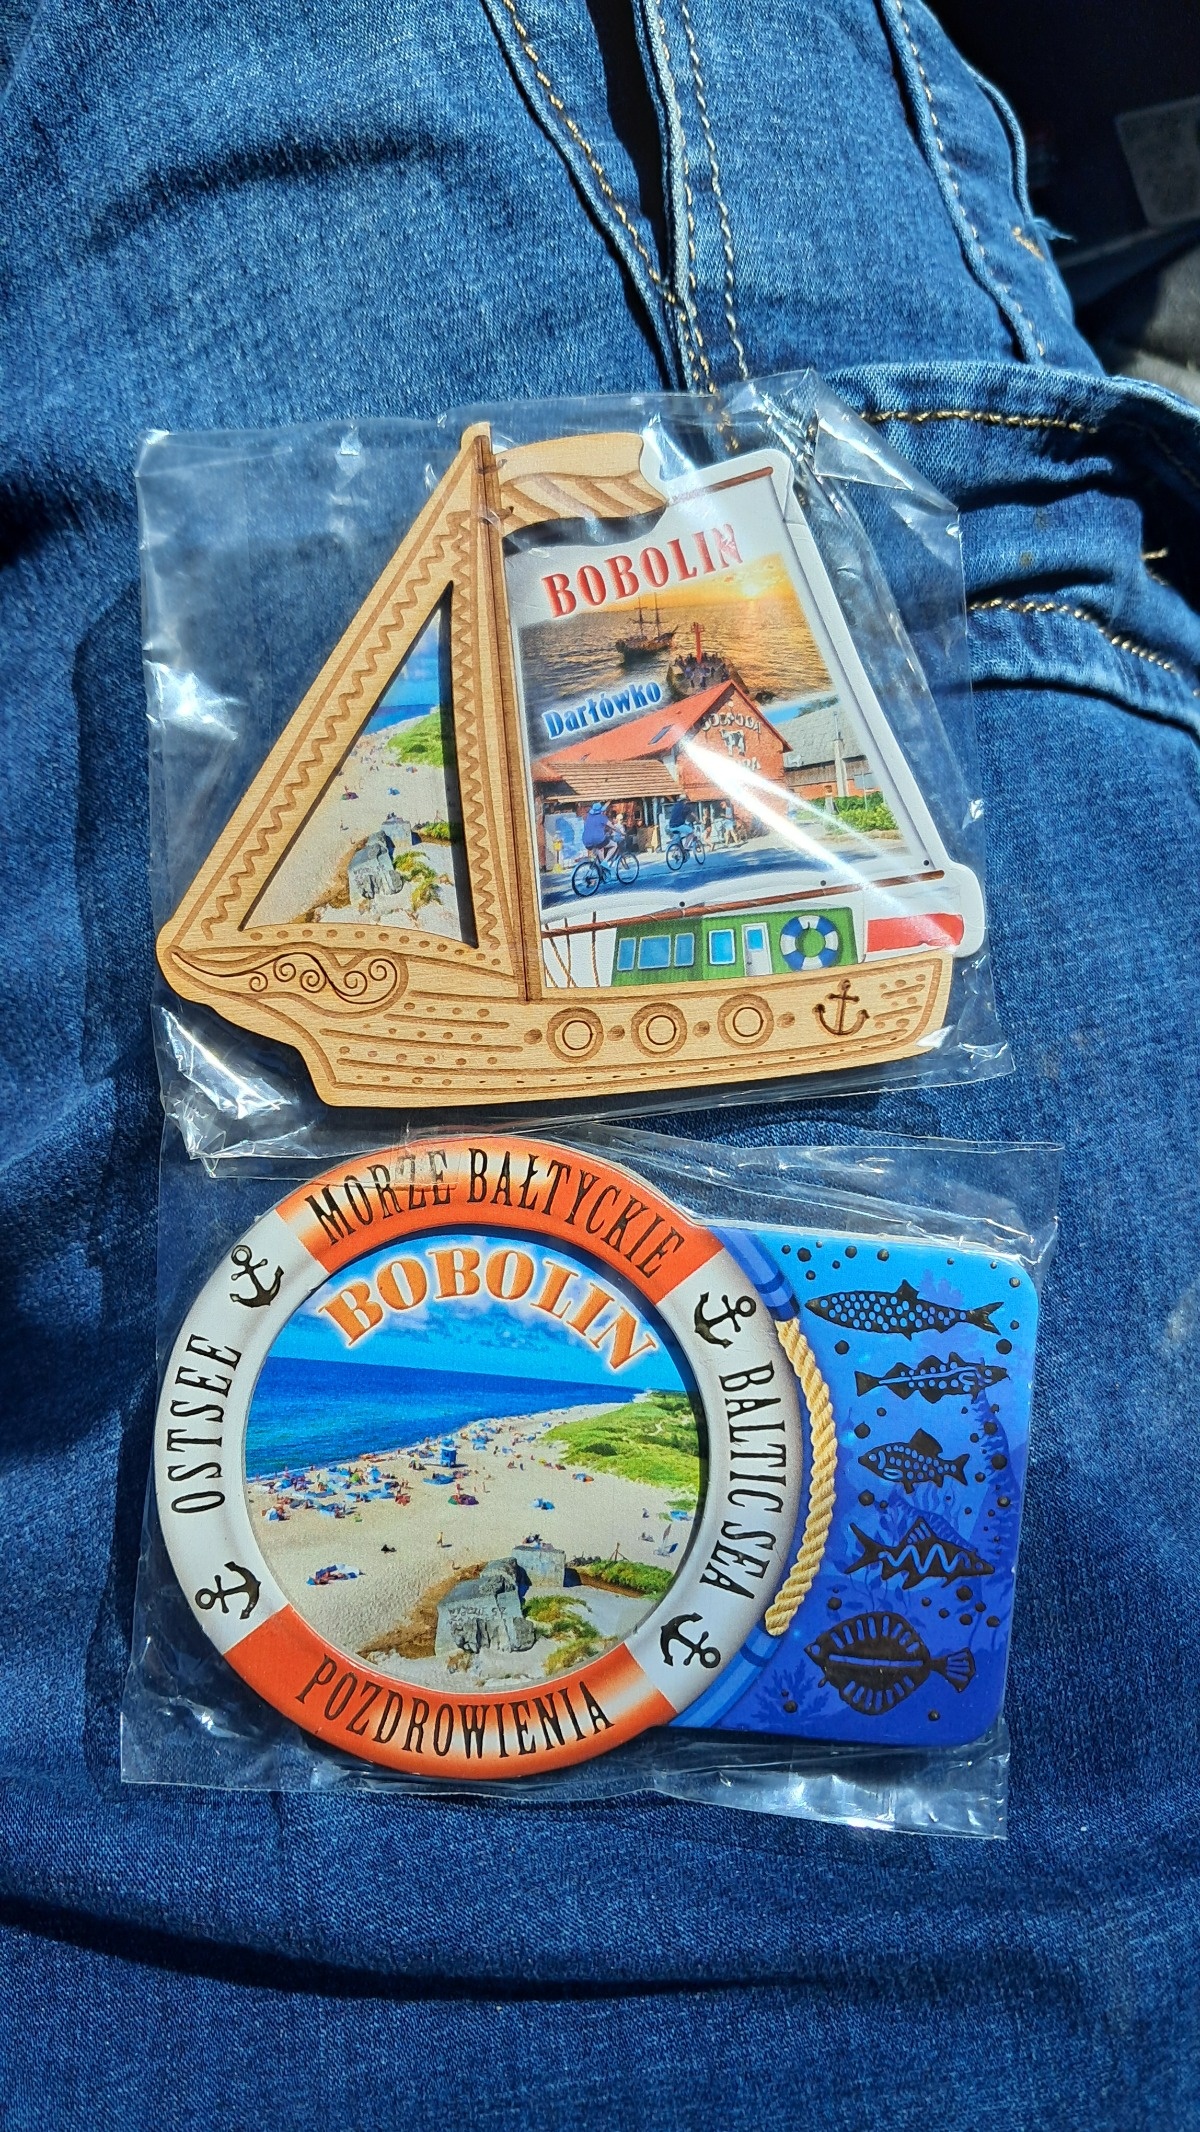 BOBOLIN
Darłówko
MORZE BAŁTYCKIE
BOBOLIN
OSTSEE
BALTIC SEA
POZDROWIENIA